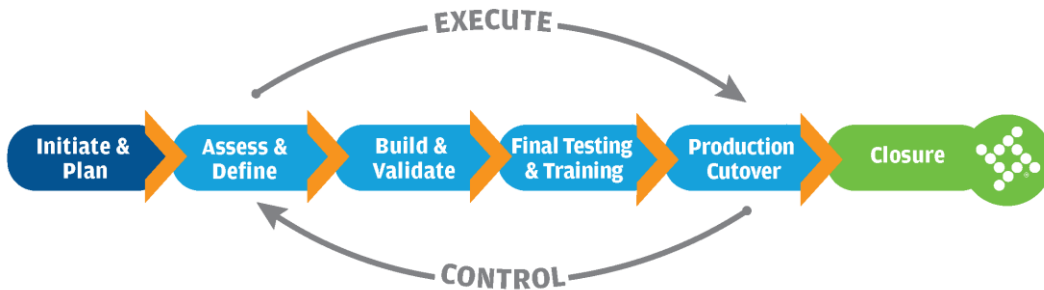 EXECUTE
Initiate &
Plan
Assess &
Define
Build &
Validate
Final Testing
& Training
Production
Cutover
Closure
CONTROL